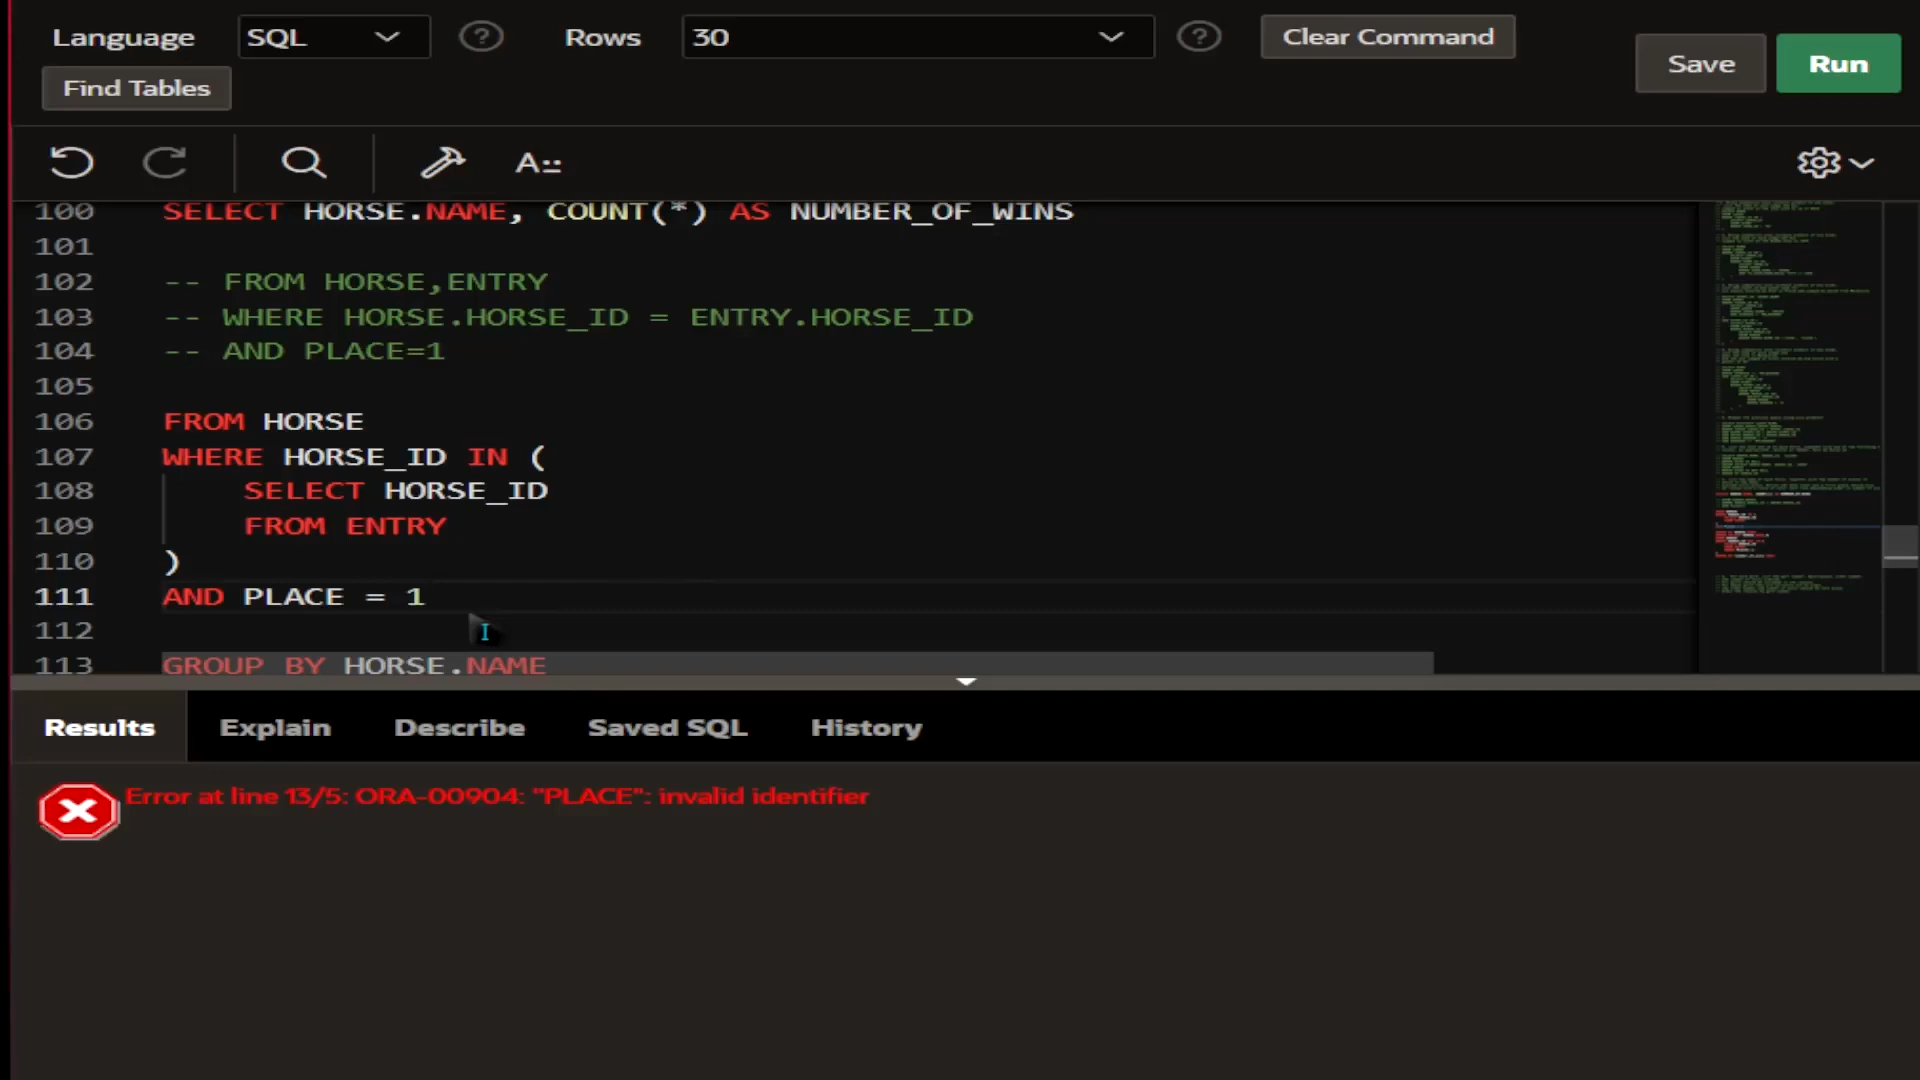 Language SQL Rows 30 Clear Command Save Run
Find Tables
A::
100 SELECT HORSE.NAME, COUNT(*) AS NUMBER_OF_WINS
101
102 -- FROM HORSE,ENTRY
103 -- WHERE HORSE.HORSE_ID = ENTRY.HORSE_ID
104 -- AND PLACE=1
105
106 FROM HORSE
107 WHERE HORSE_ID IN (
108 SELECT HORSE_ID
109 FROM ENTRY
110 )
111 AND PLACE = 1
112
113 GROUP BY HORSE.NAME
Results Explain Describe Saved SQL History
Error at line 13/5: ORA-00904: "PLACE": invalid identifier